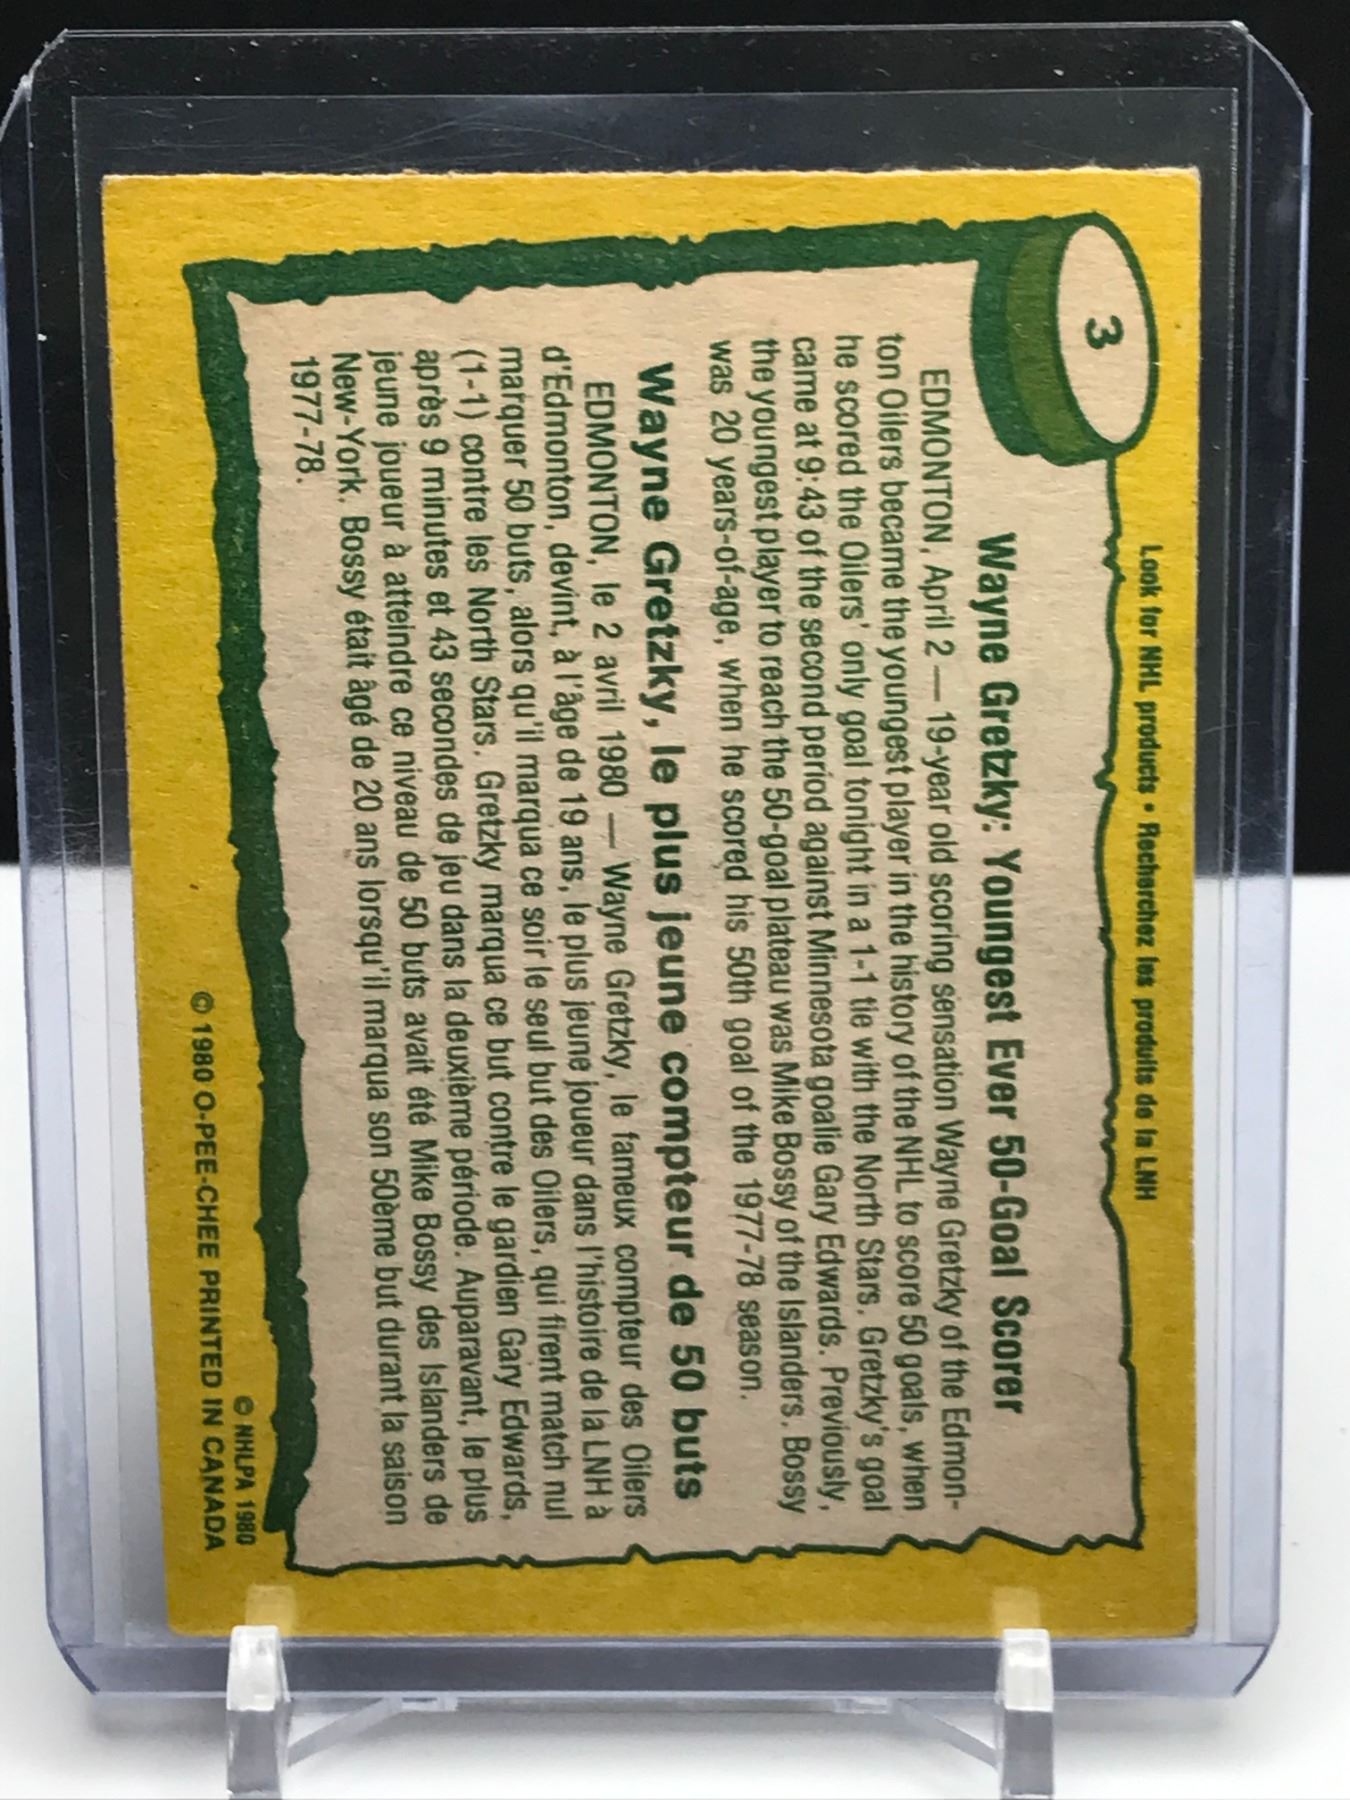 3
Look for NHL products • Recherchez les produits de la LNH
Wayne Gretzky: Youngest Ever 50-Goal Scorer
EDMONTON, April 2 — 19-year old scoring sensation Wayne Gretzky of the Edmon-
ton Oilers became the youngest player in the history of the NHL to score 50 goals, when
he scored the Oilers' only goal tonight in a 1-1 tie with the North Stars. Gretzky's goal
came at 9:43 of the second period against Minnesota goalie Gary Edwards. Previously,
the youngest player to reach the 50-goal plateau was Mike Bossy of the Islanders. Bossy
was 20 years-of-age, when he scored his 50th goal of the 1977-78 season.
Wayne Gretzky, le plus jeune compteur de 50 buts
EDMONTON, le 2 avril 1980 — Wayne Gretzky, le fameux compteur des Oilers
d'Edmonton, devint, à l'âge de 19 ans, le plus jeune joueur dans l'histoire de la LNH à
marquer 50 buts, alors qu'il marqua ce soir le seul but des Oilers, qui firent match nul
(1-1) contre les North Stars. Gretzky marqua ce but contre le gardien Gary Edwards,
après 9 minutes et 43 secondes de jeu dans la deuxième période. Auparavant, le plus
jeune joueur à atteindre ce niveau de 50 buts avait été Mike Bossy des Islanders de
New-York. Bossy était âgé de 20 ans lorsqu'il marqua son 50ème but durant la saison
1977-78.
© NHLPA 1980
© 1980 O-PEE-CHEE PRINTED IN CANADA